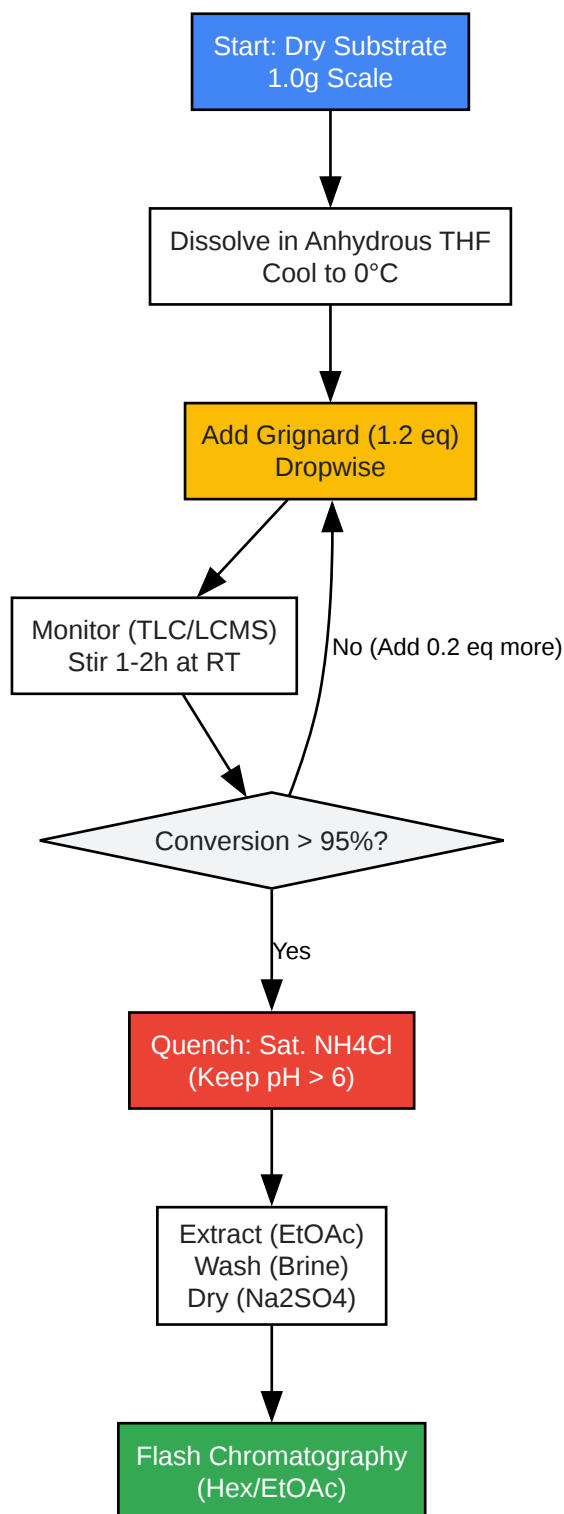 Start: Dry Substrate
1.0g Scale
Dissolve in Anhydrous THF
Cool to 0°C
Add Grignard (1.2 eq)
Dropwise
Monitor (TLC/LCMS)
Stir 1-2h at RT
No (Add 0.2 eq more)
Conversion > 95%?
Yes
Quench: Sat. NH4Cl
(Keep pH > 6)
Extract (EtOAc)
Wash (Brine)
Dry (Na2SO4)
Flash Chromatography
(Hex/EtOAc)